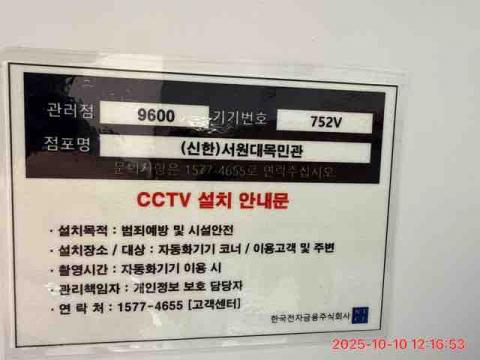 관리점 9600 기기번호 752V
점포명 (신한)서원대목민관
문의사항은 1577-4655로 연락주십시오
CCTV 설치 안내문
· 설치목적 : 범죄예방 및 시설안전
· 설치장소 / 대상 : 자동화기기 코너 / 이용고객 및 주변
· 촬영시간 : 자동화기기 이용 시
· 관리책임자 : 개인정보 보호 담당자
· 연 락 처 : 1577-4655 [고객센터]
한국전자금융주식회사 NICE
2025-10-10 12:16:53